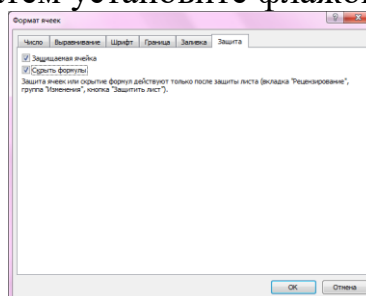 тем установите флажок
Формат ячеек
Число Выравнивание Шрифт Граница Заливка Защита
Защищаемая ячейка
Скрыть формулы
Защита ячеек или скрытие формул действуют только после защиты листа (вкладка "Рецензирование",
группа "Изменения", кнопка "Защитить лист").
ОК Отмена